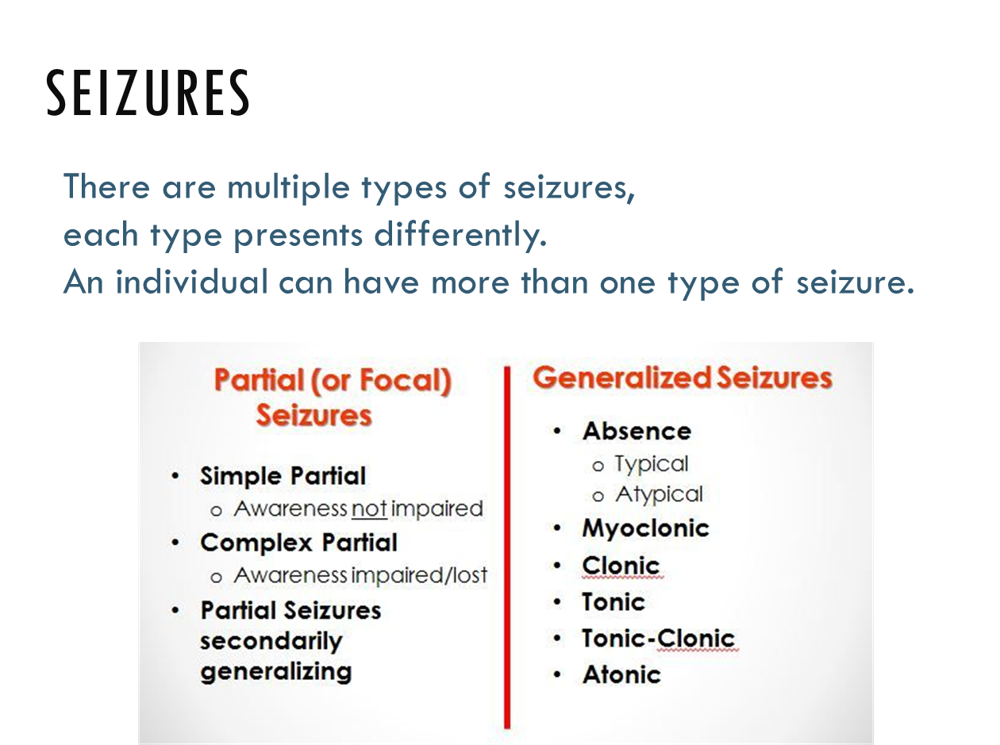 SEIZURES
There are multiple types of seizures,
each type presents differently.
An individual can have more than one type of seizure.
Partial (or Focal)
Seizures
• Simple Partial
o Awareness not impaired
• Complex Partial
o Awareness impaired/lost
• Partial Seizures
secondarily
generalizing
Generalized Seizures
• Absence
o Typical
o Atypical
• Myoclonic
• Clonic
• Tonic
• Tonic-Clonic
• Atonic